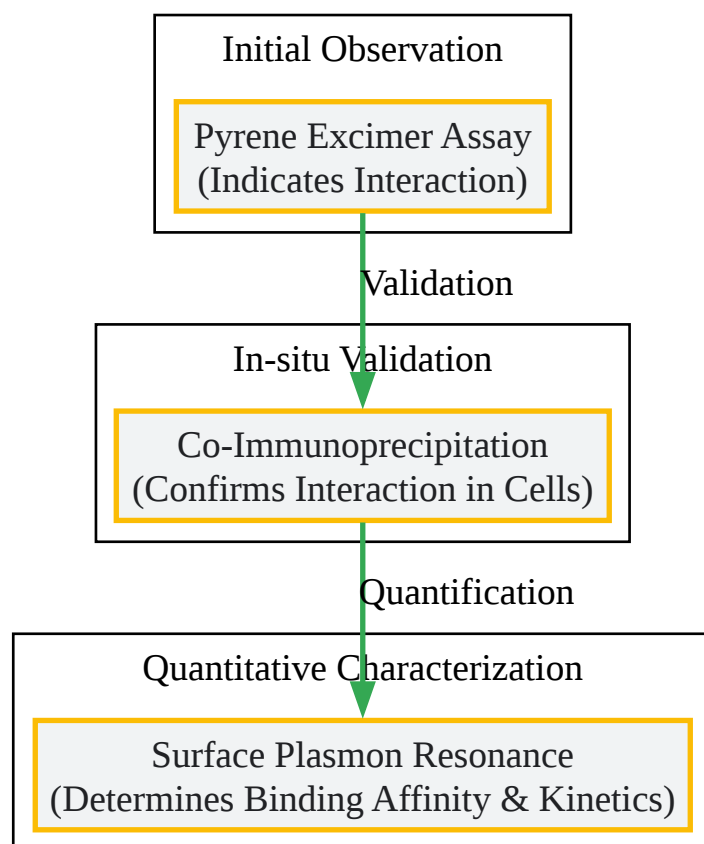 Initial Observation
Pyrene Excimer Assay
(Indicates Interaction)
Validation
In-situ Validation
Co-Immunoprecipitation
(Confirms Interaction in Cells)
Quantification
Quantitative Characterization
Surface Plasmon Resonance
(Determines Binding Affinity & Kinetics)